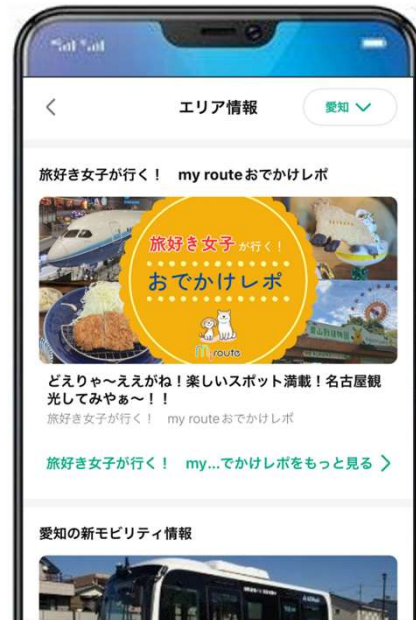 エリア情報
愛知
旅好き女子が行く! my routeおでかけレポ
旅好き女子が行く!
おでかけレポ
my route
どえりゃ〜ええがね!楽しいスポット満載!名古屋観
光してみやぁ〜!!
旅好き女子が行く! my routeおでかけレポ
旅好き女子が行く! my...でかけレポをもっと見る
愛知の新モビリティ情報